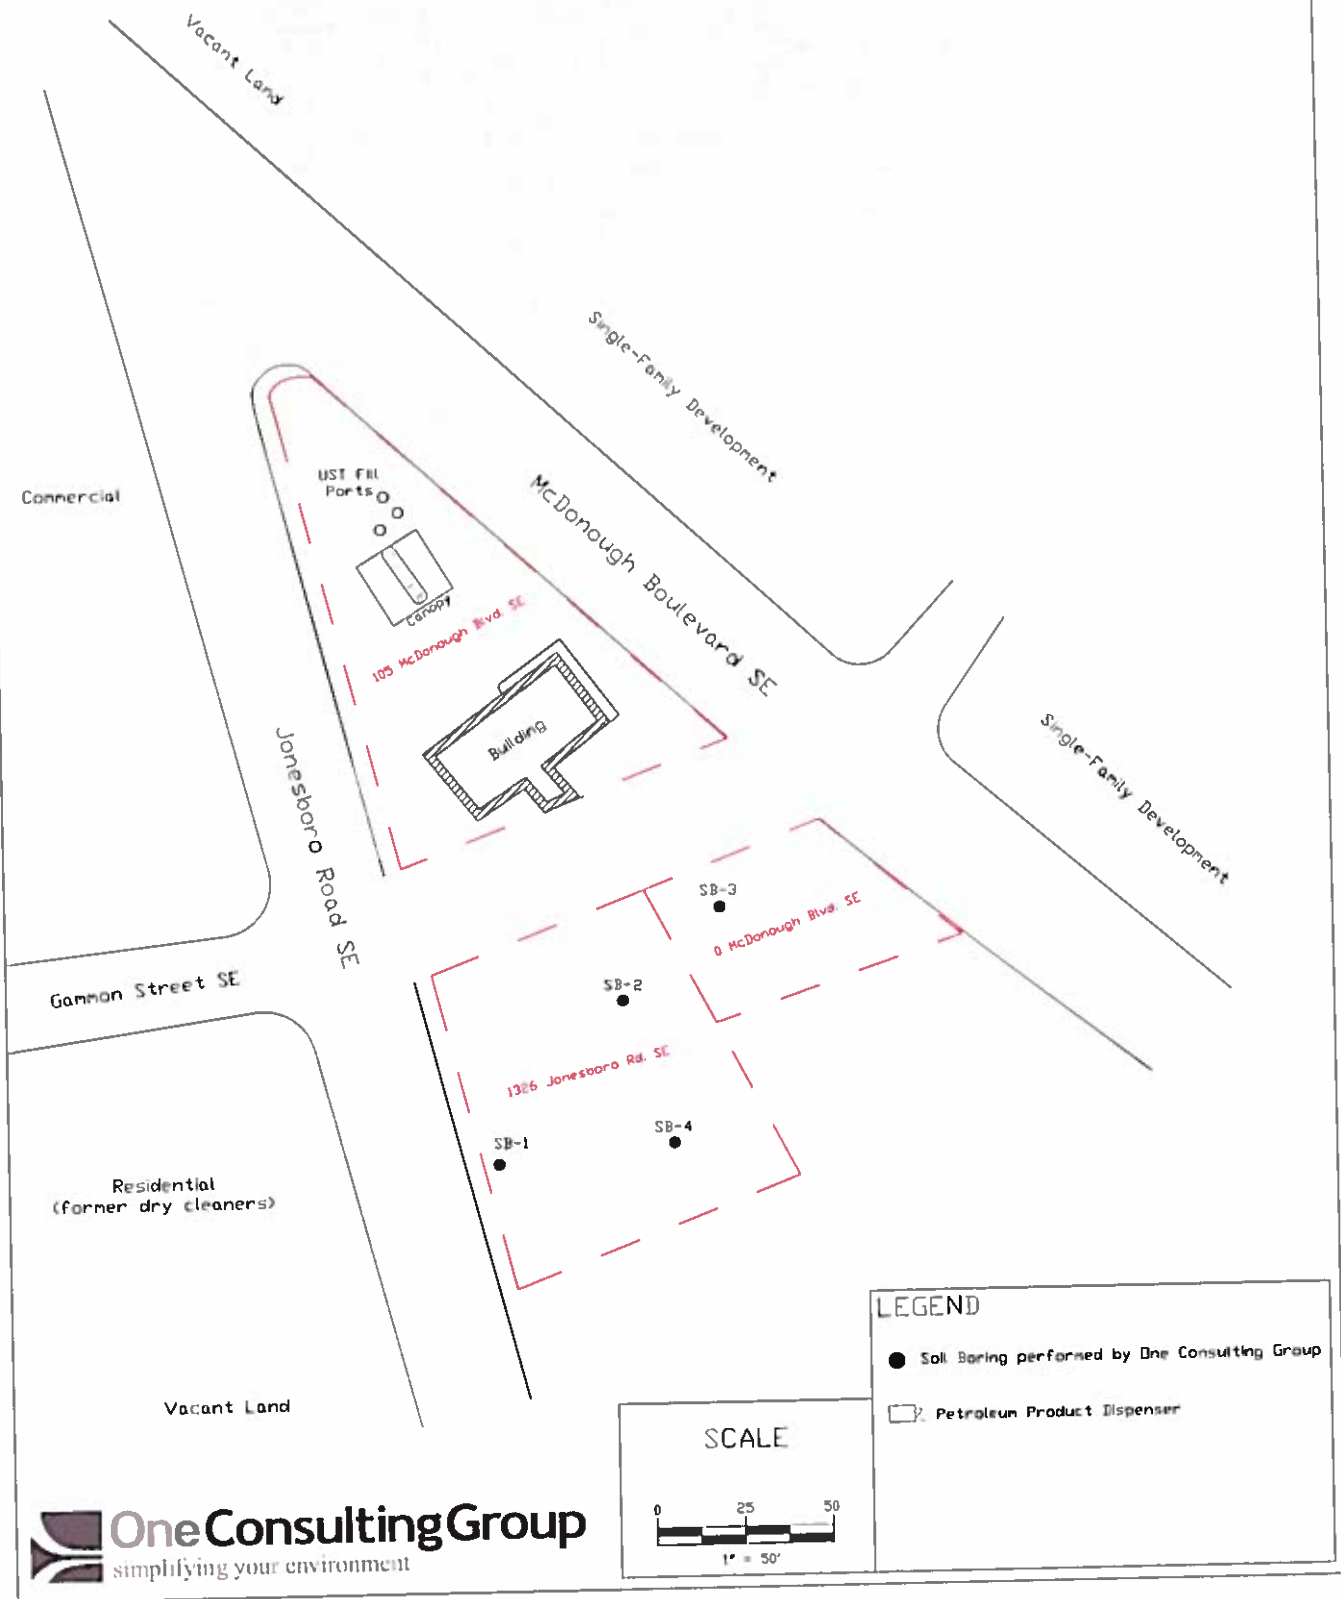 Vacant Land
Single-Family Development
Commercial
UST Fill
Ports
Canopy
McDonough Boulevard SE
105 McDonough Blvd. SE
Building
Single-Family Development
Jonesboro Road SE
SB-3
0 McDonough Blvd. SE
Gammon Street SE
SB-2
1326 Jonesboro Rd. SE
SB-4
SB-1
Residential
(former dry cleaners)
LEGEND
Soil Boring performed by One Consulting Group
Petroleum Product Dispenser
Vacant Land
SCALE
0 25 50
1" = 50'
OneConsultingGroup
simplifying your environment